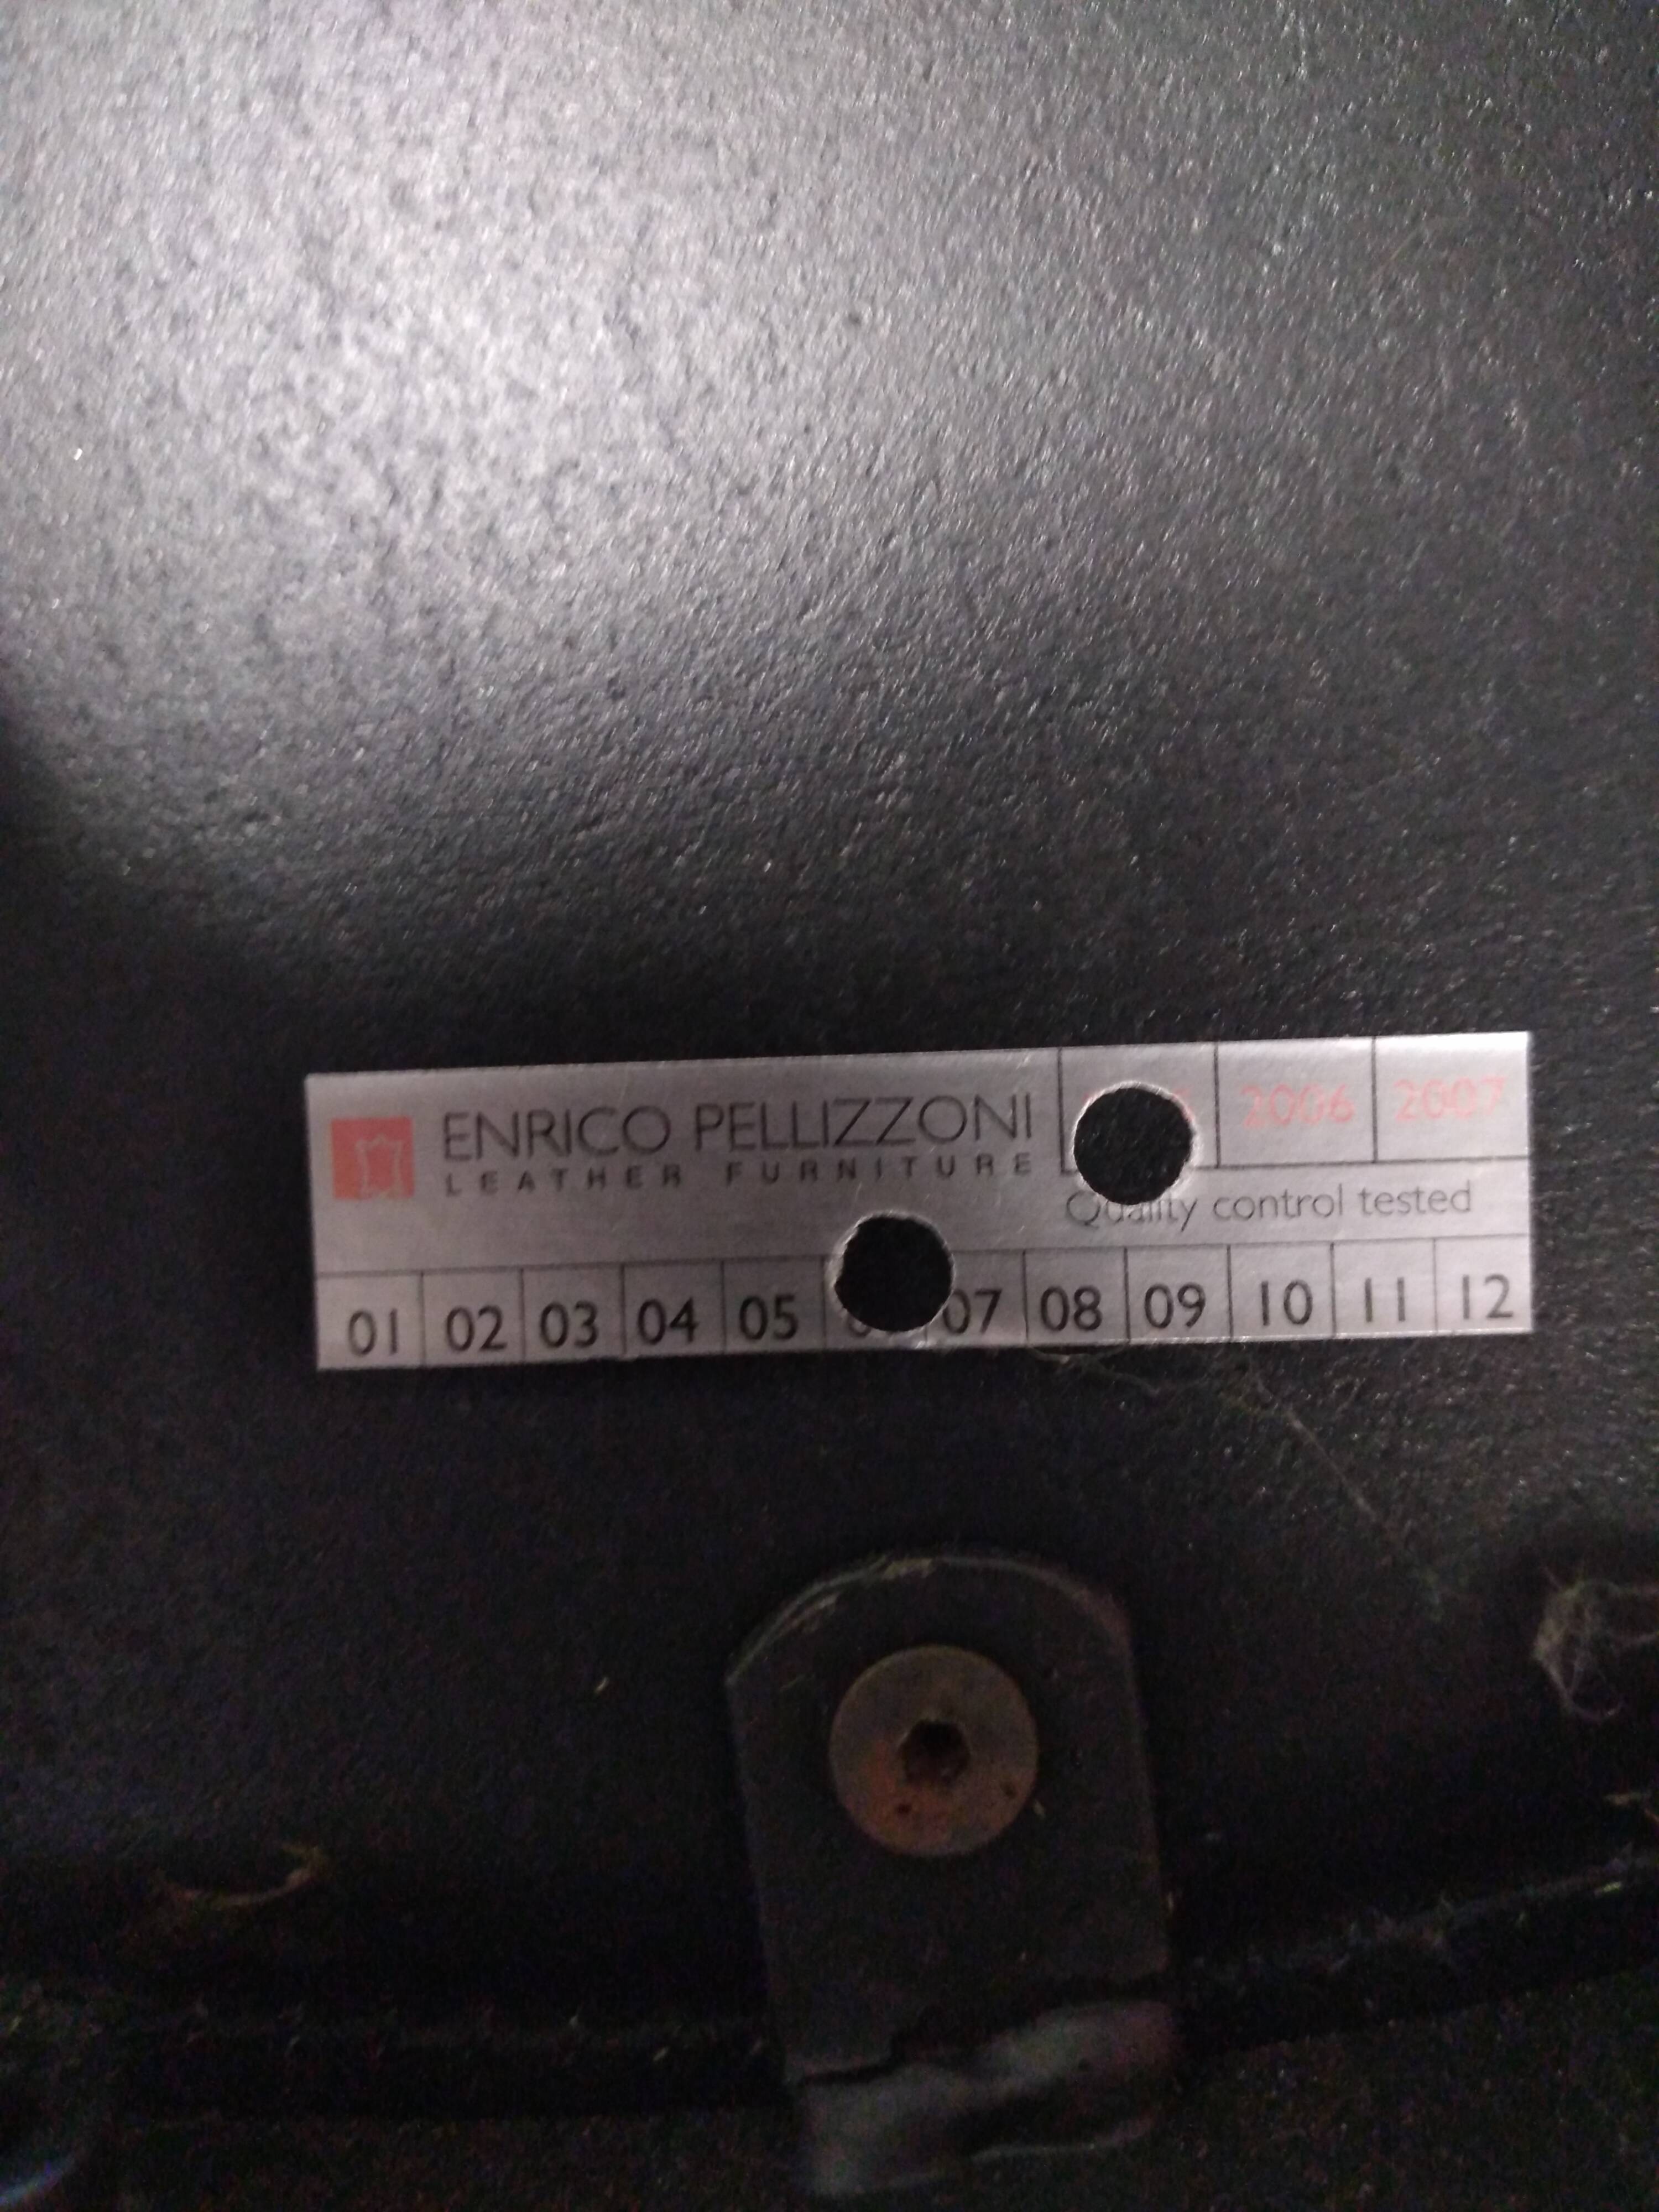 ENRICO PELLIZZONI
LEATHER FURNITURE
2006 2007
Quality control tested
01 02 03 04 05 07 08 09 10 11 12